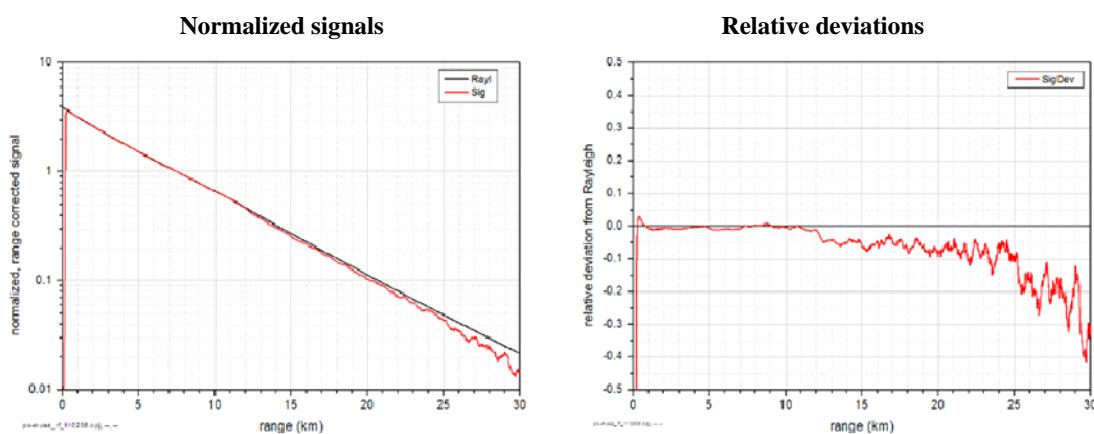 Normalized signals
Relative deviations
10
1
0.1
0.01
normalized, range corrected signal
Rayl
Sig
0 5 10 15 20 25 30
range (km)
0.5
0.4
0.3
0.2
0.1
0.0
-0.1
-0.2
-0.3
-0.4
-0.5
relative deviation from Rayleigh
SigDev
0 5 10 15 20 25 30
range (km)